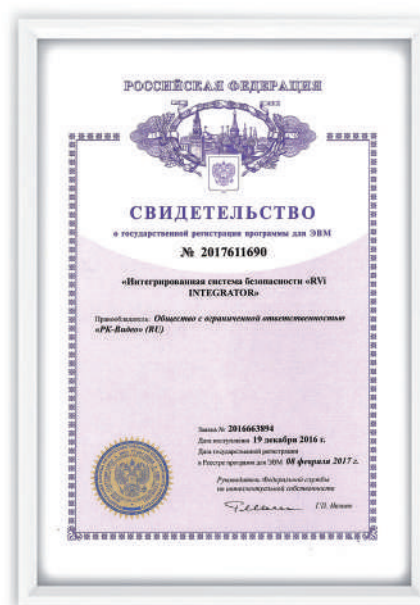 РОССИЙСКАЯ ФЕДЕРАЦИЯ
СВИДЕТЕЛЬСТВО
о государственной регистрации программы для ЭВМ
№ 2017611690
«Интегрированная система безопасности «RVi
INTEGRATOR»
Правообладатель: Общество с ограниченной ответственностью
«РК-Видео» (RU)
Заявка № 2016663894
Дата поступления 19 декабря 2016 г.
Дата государственной регистрации
в Реестре программ для ЭВМ 08 февраля 2017 г.
Руководитель Федеральной службы
по интеллектуальной собственности
Г.П. Ивлиев